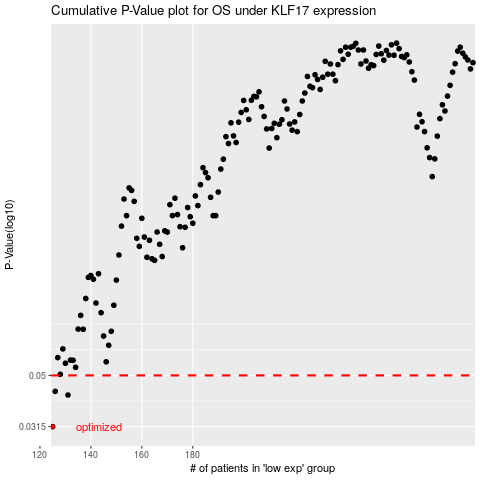 Cumulative P-Value plot for OS under KLF17 expression
P-Value(log10)
0.05
0.0315
optimized
120 140 160 180
# of patients in 'low exp' group